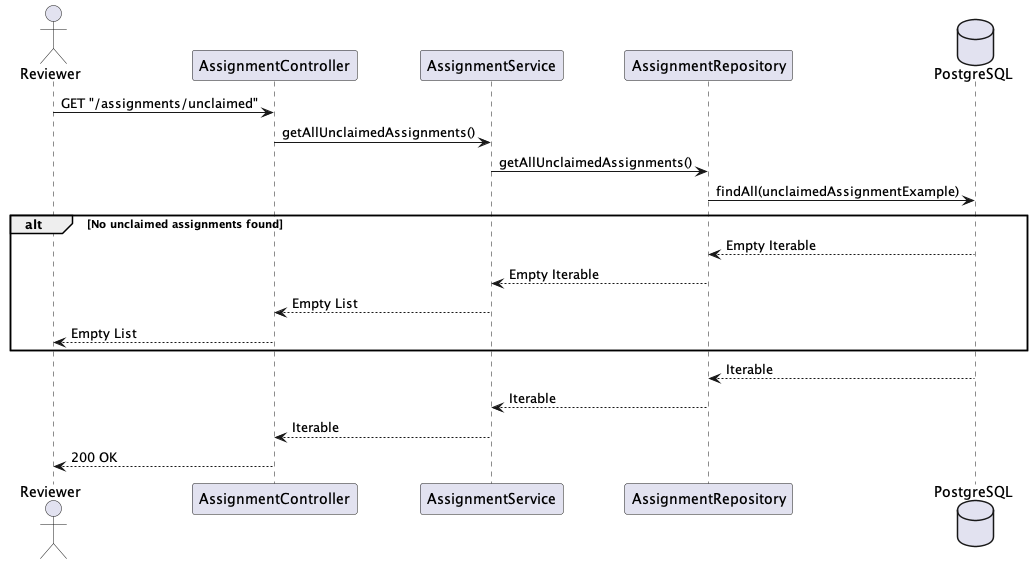 Reviewer
AssignmentController
AssignmentService
AssignmentRepository
PostgreSQL
GET "/assignments/unclaimed"
getAllUnclaimedAssignments()
getAllUnclaimedAssignments()
findAll(unclaimedAssignmentExample)
alt
[No unclaimed assignments found]
Empty Iterable
Empty Iterable
Empty List
Empty List
Iterable
Iterable
Iterable
200 OK
Reviewer
AssignmentController
AssignmentService
AssignmentRepository
PostgreSQL